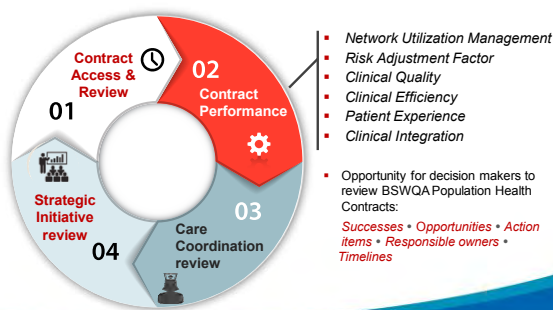 Contract
Access &
Review
01
02
Contract
Performance
03
Care
Coordination
review
Strategic
Initiative
review
04
▪ Network Utilization Management
▪ Risk Adjustment Factor
▪ Clinical Quality
▪ Clinical Efficiency
▪ Patient Experience
▪ Clinical Integration
▪ Opportunity for decision makers to
review BSWQA Population Health
Contracts:
Successes • Opportunities • Action
items • Responsible owners •
Timelines